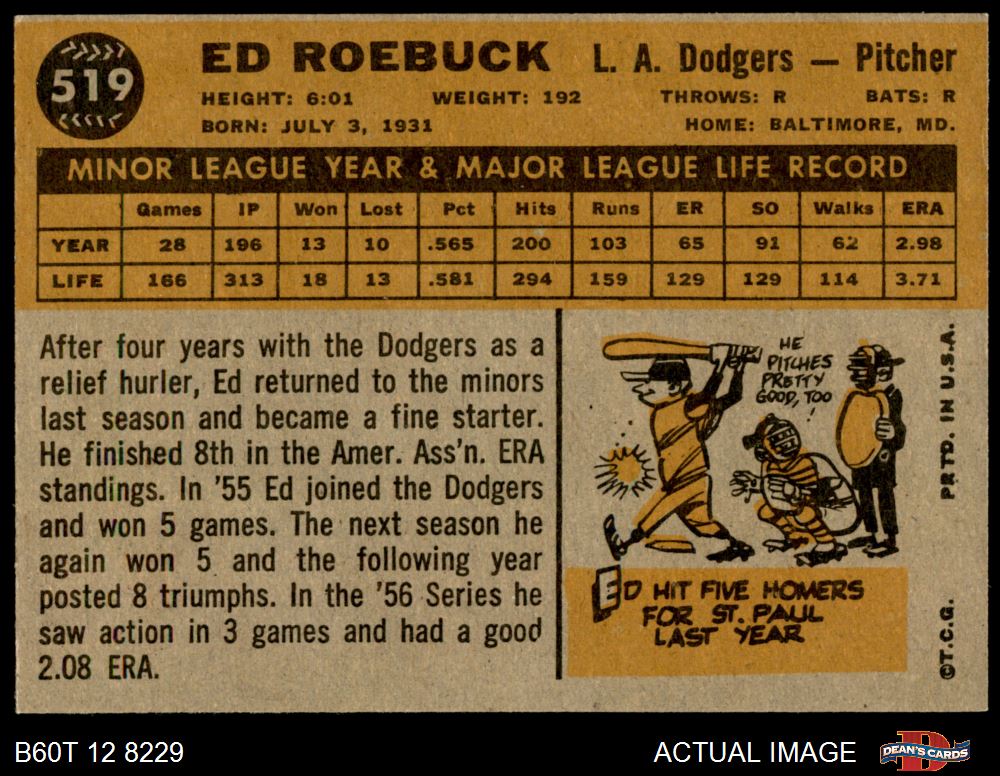 519
ED ROEBUCK L. A. Dodgers — Pitcher
HEIGHT: 6:01 WEIGHT: 192 THROWS: R BATS: R
BORN: JULY 3, 1931 HOME: BALTIMORE, MD.
MINOR LEAGUE YEAR & MAJOR LEAGUE LIFE RECORD
Games IP Won Lost Pct Hits Runs ER SO Walks ERA
YEAR 28 196 13 10 .565 200 103 65 91 62 2.98
LIFE 166 313 18 13 .581 294 159 129 129 114 3.71
After four years with the Dodgers as a
relief hurler, Ed returned to the minors
last season and became a fine starter.
He finished 8th in the Amer. Ass'n. ERA
standings. In '55 Ed joined the Dodgers
and won 5 games. The next season he
again won 5 and the following year
posted 8 triumphs. In the '56 Series he
saw action in 3 games and had a good
2.08 ERA.
HE
PITCHES
PRETTY
GOOD, TOO
!
ED HIT FIVE HOMERS
FOR ST. PAUL
LAST YEAR
PRTD. IN U.S.A.
©T.C.G.
B60T 12 8229
ACTUAL IMAGE
D
DEAN'S CARDS